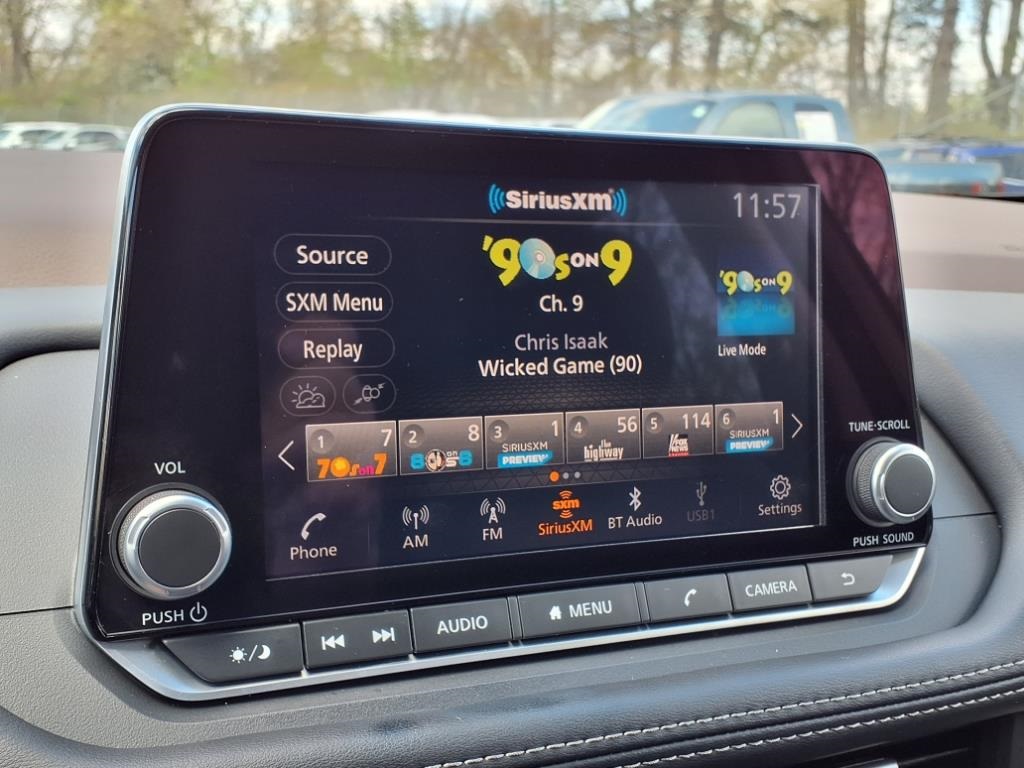 SiriusXM
11:57
Source
'90s ON 9
'90s ON 9
SXM Menu
Ch. 9
Replay
Chris Isaak
Wicked Game (90)
Live Mode
1 7
70s on 7
2 8
80s on 8
3 1
SIRIUSXM
PREVIEW
4 56
the highway
5 114
Fox News
6 1
SIRIUSXM
PREVIEW
TUNE·SCROLL
VOL
Phone
AM
FM
sxm
SiriusXM
BT Audio
USB1
Settings
PUSH SOUND
PUSH
AUDIO
MENU
CAMERA